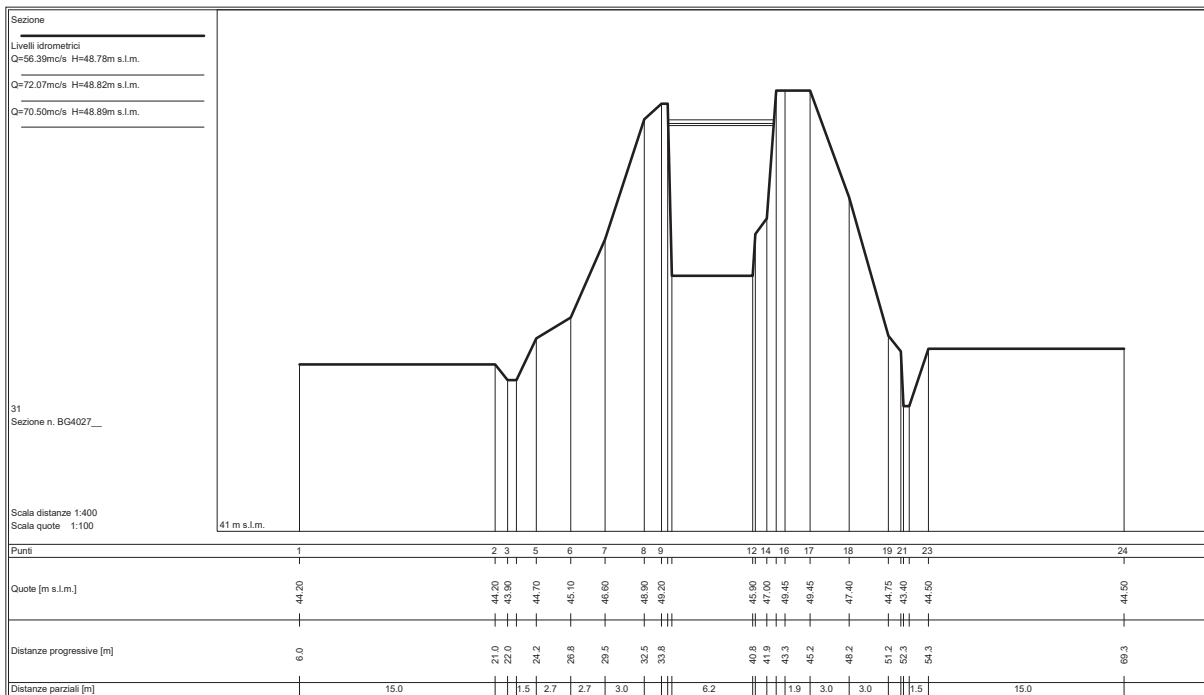 Sezione
Livelli idrometrici
Q=56.39mc/s H=48.78m s.l.m.
Q=72.07mc/s H=48.82m s.l.m.
Q=70.50mc/s H=48.89m s.l.m.
31
Sezione n. BG4027__
Scala distanze 1:400
Scala quote 1:100
41 m s.l.m.
Punti 1 2 3 5 6 7 8 9 12 14 16 17 18 19 21 23 24
Quote [m s.l.m.] 44.20 44.20 43.90 44.70 45.10 46.60 48.90 49.20 45.90 47.00 49.45 49.45 47.40 44.75 43.40 44.50 44.50
Distanze progressive [m] 6.0 21.0 22.0 24.2 26.8 29.5 32.5 33.8 40.8 41.9 43.3 45.2 48.2 51.2 52.3 54.3 69.3
Distanze parziali [m] 15.0 1.5 2.7 2.7 3.0 6.2 1.9 3.0 3.0 1.5 15.0